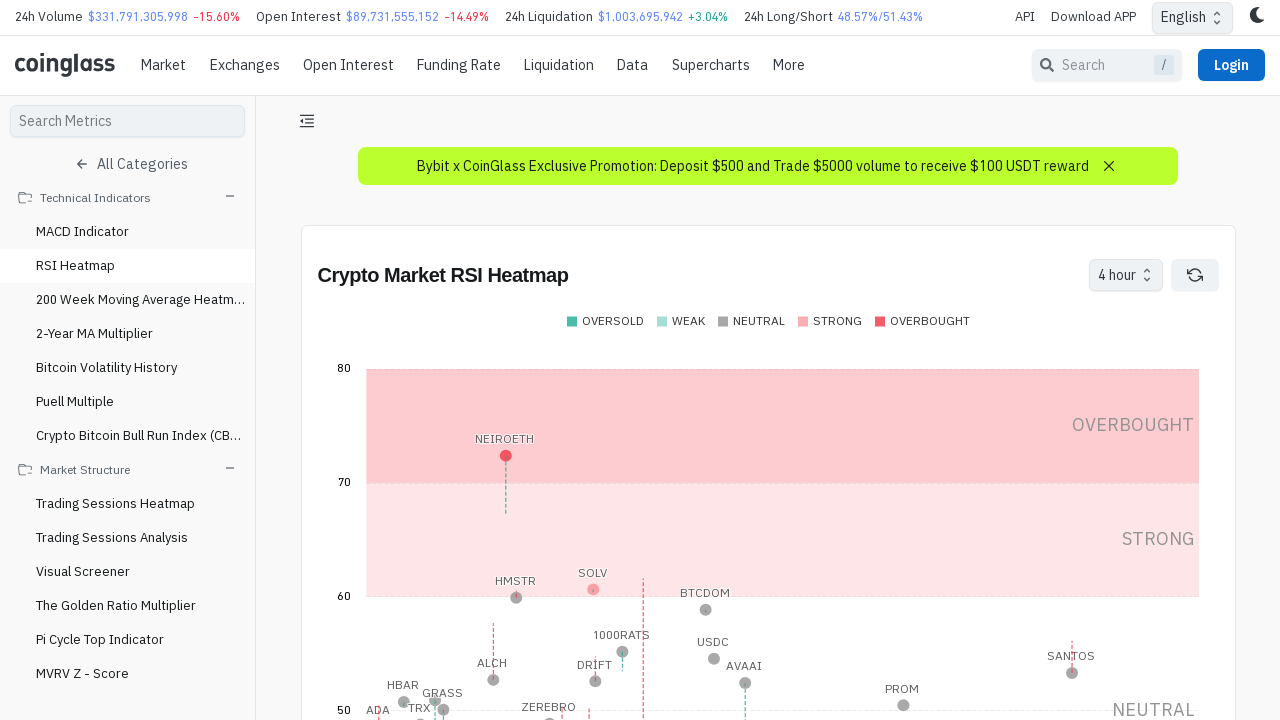 24h Volume $331,791,305,998 -15.60% Open Interest $89,731,555,152 -14.49% 24h Liquidation $1,003,695,942 +3.04% 24h Long/Short 48.57%/51.43% API Download APP English
coinglass Market Exchanges Open Interest Funding Rate Liquidation Data Supercharts More Search / Login
Search Metrics
All Categories
Technical Indicators
MACD Indicator
RSI Heatmap
200 Week Moving Average Heatm...
2-Year MA Multiplier
Bitcoin Volatility History
Puell Multiple
Crypto Bitcoin Bull Run Index (CB...
Market Structure
Trading Sessions Heatmap
Trading Sessions Analysis
Visual Screener
The Golden Ratio Multiplier
Pi Cycle Top Indicator
MVRV Z - Score
Bybit x CoinGlass Exclusive Promotion: Deposit $500 and Trade $5000 volume to receive $100 USDT reward
Crypto Market RSI Heatmap
4 hour
OVERSOLD WEAK NEUTRAL STRONG OVERBOUGHT
80
OVERBOUGHT
NEIROETH
70
STRONG
SOLV
HMSTR
BTCDOM
60
1000RATS
USDC
SANTOS
ALCH
DRIFT
AVAAI
HBAR
GRASS
PROM
ADA
TRX
ZEREBRO
50
NEUTRAL